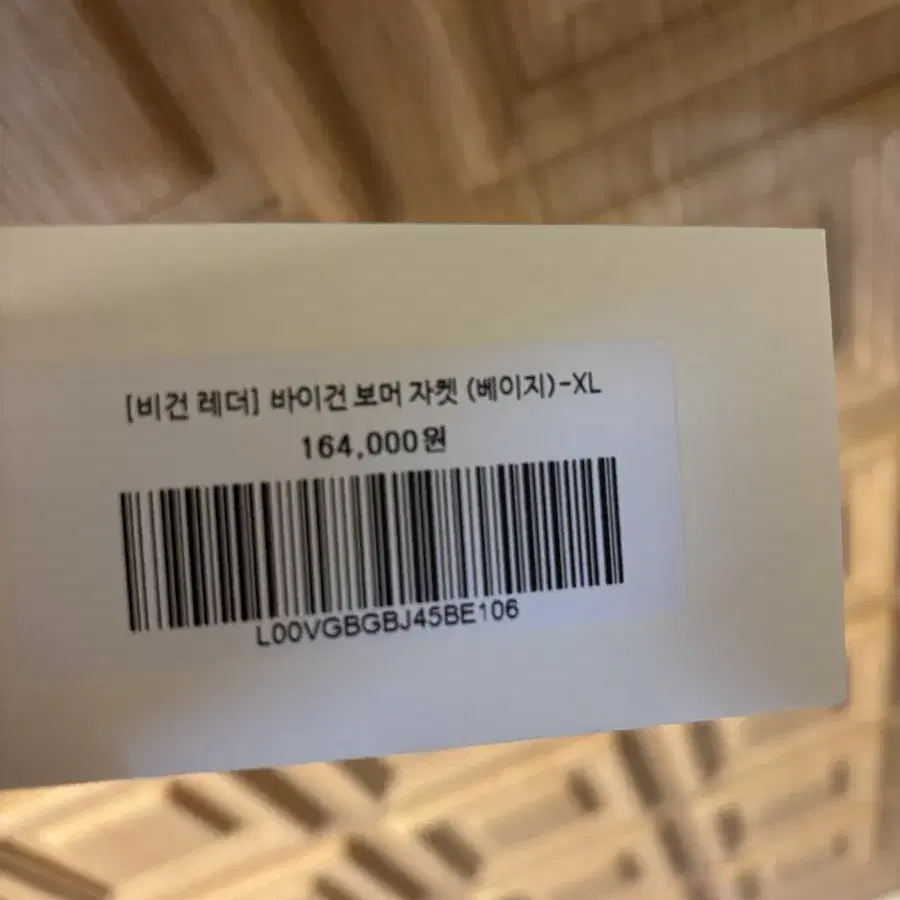 [비건 레더] 바이건 보머 자켓 (베이지)-XL
164,000원
L00VGBGBJ45BE106